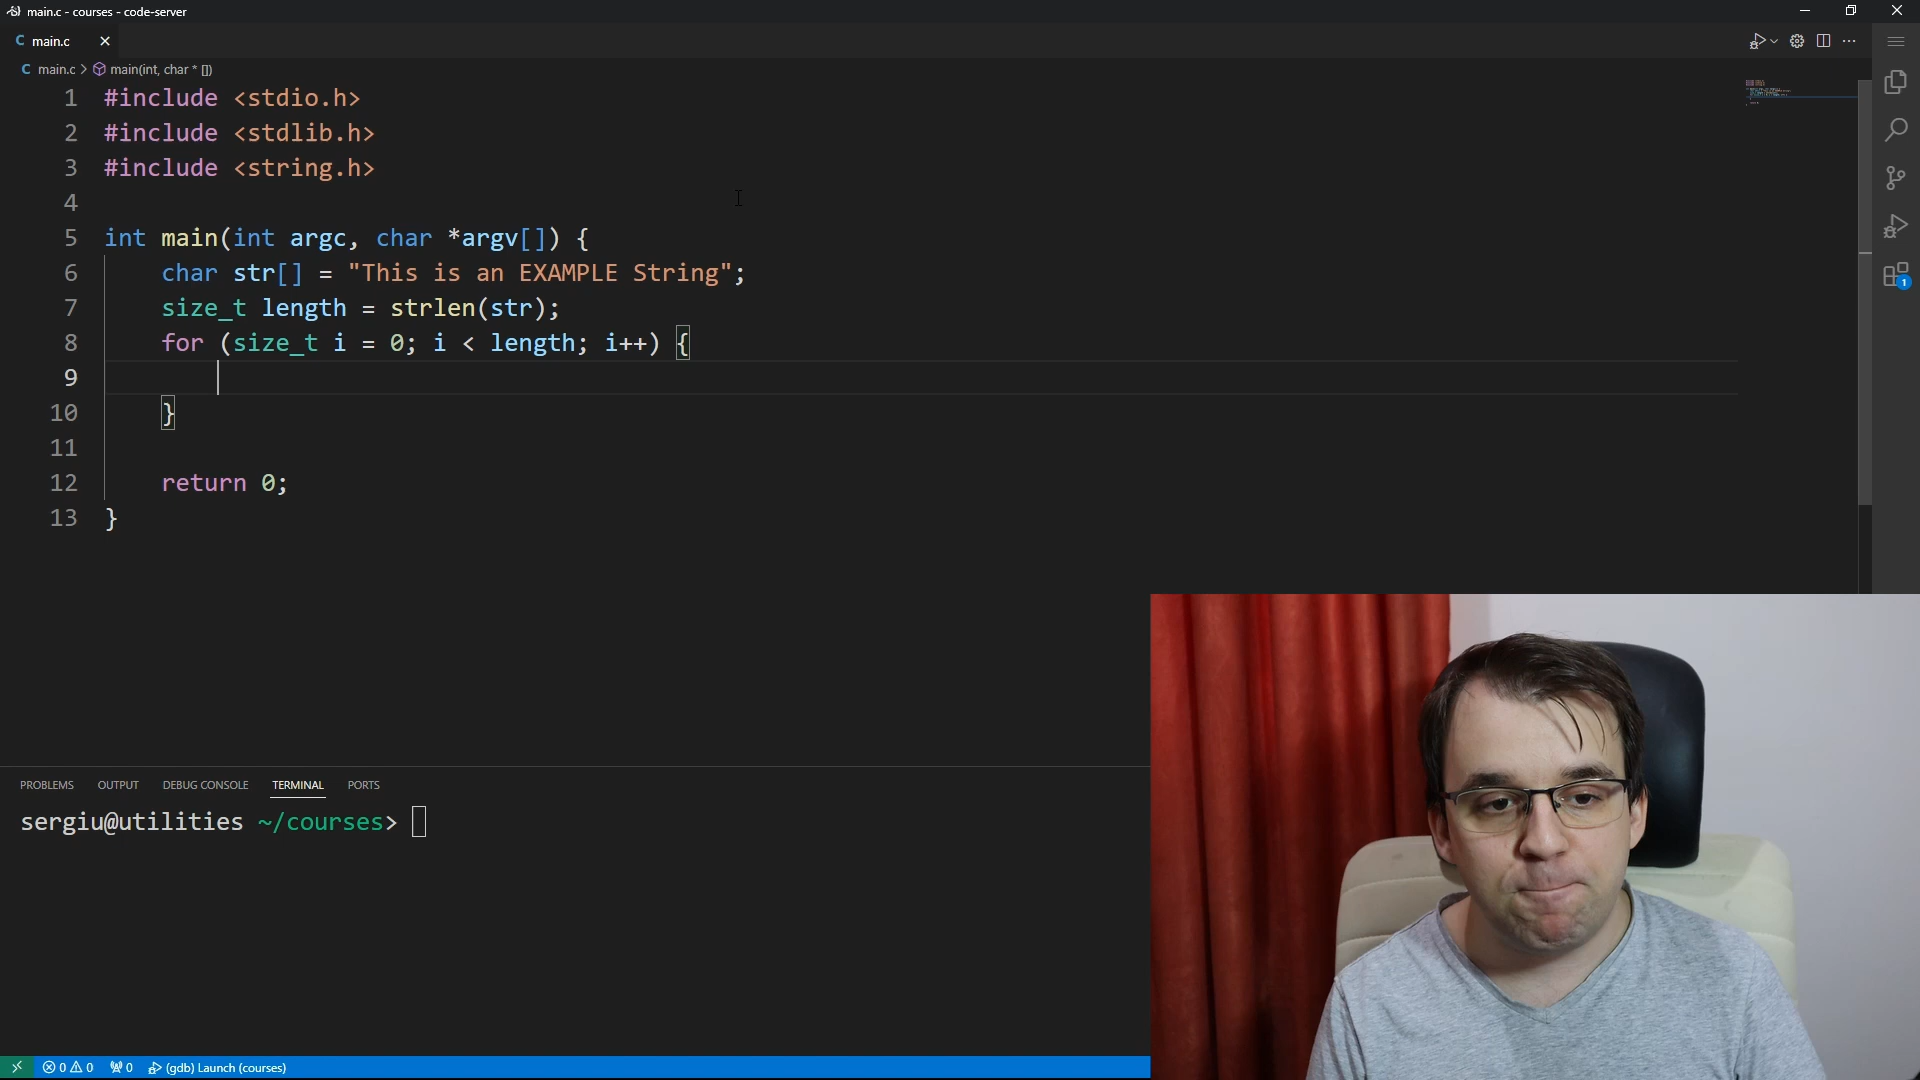 main.c - courses - code-server
C main.c
C main.c > main(int, char * [])
1 #include <stdio.h>
2 #include <stdlib.h>
3 #include <string.h>
4
5 int main(int argc, char *argv[]) {
6 char str[] = "This is an EXAMPLE String";
7 size_t length = strlen(str);
8 for (size_t i = 0; i < length; i++) {
9
10 }
11
12 return 0;
13 }
1
PROBLEMS OUTPUT DEBUG CONSOLE TERMINAL PORTS
sergiu@utilities ~/courses>
0 0 0 (gdb) Launch (courses)